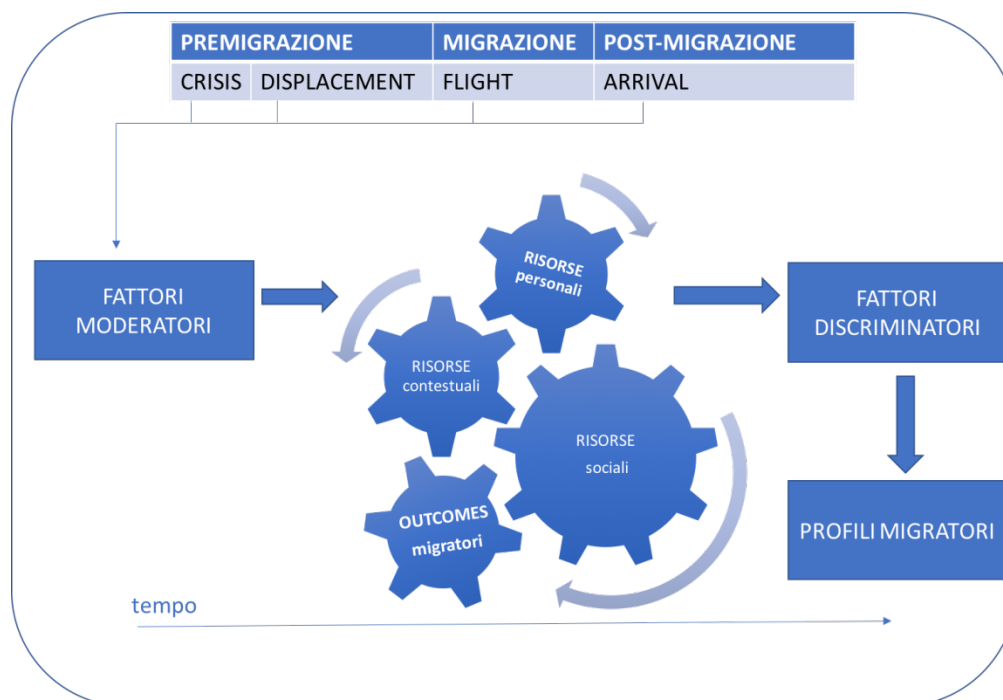 PREMIGRAZIONE MIGRAZIONE POST-MIGRAZIONE
CRISIS DISPLACEMENT FLIGHT ARRIVAL
RISORSE
personali
FATTORI
MODERATORI
RISORSE
contestuali
FATTORI
DISCRIMINATORI
RISORSE
sociali
OUTCOMES
migratori
PROFILI MIGRATORI
tempo